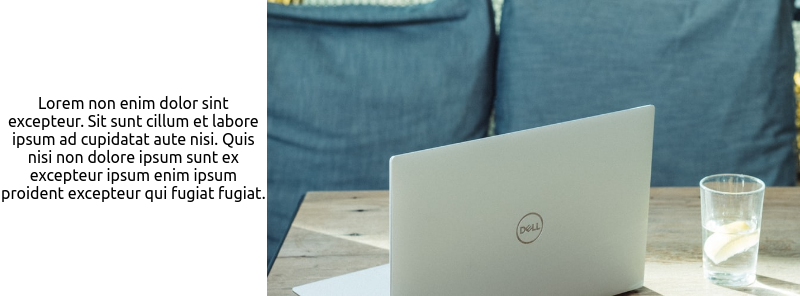 Lorem non enim dolor sint
excepteur. Sit sunt cillum et labore
ipsum ad cupidatat aute nisi. Quis
nisi non dolore ipsum sunt ex
excepteur ipsum enim ipsum
proident excepteur qui fugiat fugiat.
DELL